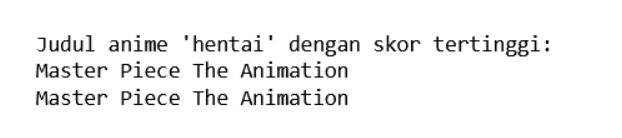 Judul anime 'hentai' dengan skor tertinggi:
Master Piece The Animation
Master Piece The Animation